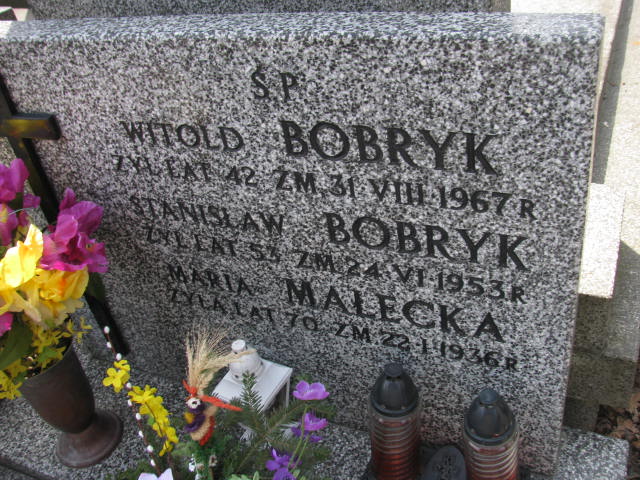 Ś.P
WITOLD BOBRYK
ŻYŁ LAT 42 ZM. 31 VIII 1967 R
STANISŁAW BOBRYK
ŻYŁ LAT 53 ZM. 24 VI 1953 R
MARIA MAŁECKA
ŻYŁA LAT 70 ZM. 22 I 1936 R